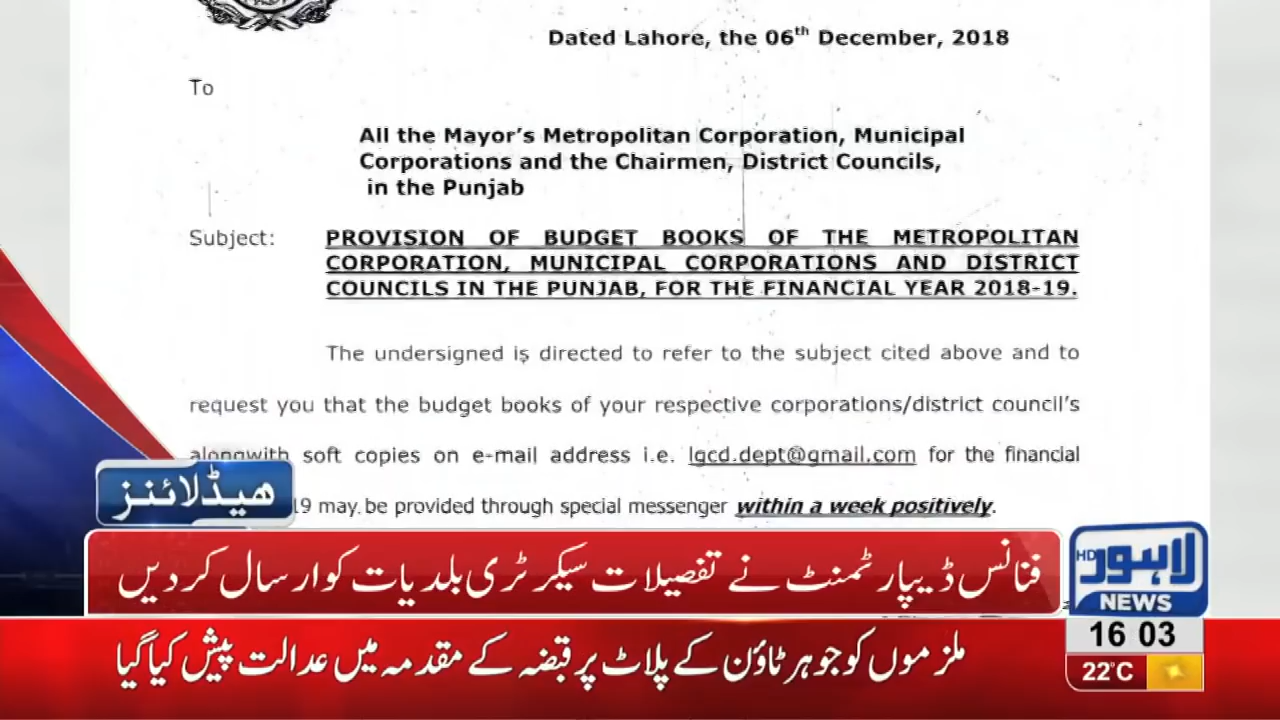 Dated Lahore, the 06th December, 2018
To
All the Mayor's Metropolitan Corporation, Municipal
Corporations and the Chairmen, District Councils,
in the Punjab
Subject: PROVISION OF BUDGET BOOKS OF THE METROPOLITAN
CORPORATION, MUNICIPAL CORPORATIONS AND DISTRICT
COUNCILS IN THE PUNJAB, FOR THE FINANCIAL YEAR 2018-19.
The undersigned is directed to refer to the subject cited above and to
request you that the budget books of your respective corporations/district council's
alongwith soft copies on e-mail address i.e. lgcd.dept@gmail.com for the financial
19 may be provided through special messenger within a week positively.
ہیڈلائنز
فنانس ڈیپارٹمنٹ نے تفصیلات سیکرٹری بلدیات کو ارسال کر دیں
لاہور HD
NEWS
16 03
ملزموں کو جوہر ٹاؤن کے پلاٹ پر قبضہ کے مقدمہ میں عدالت پیش کیا گیا
22°C